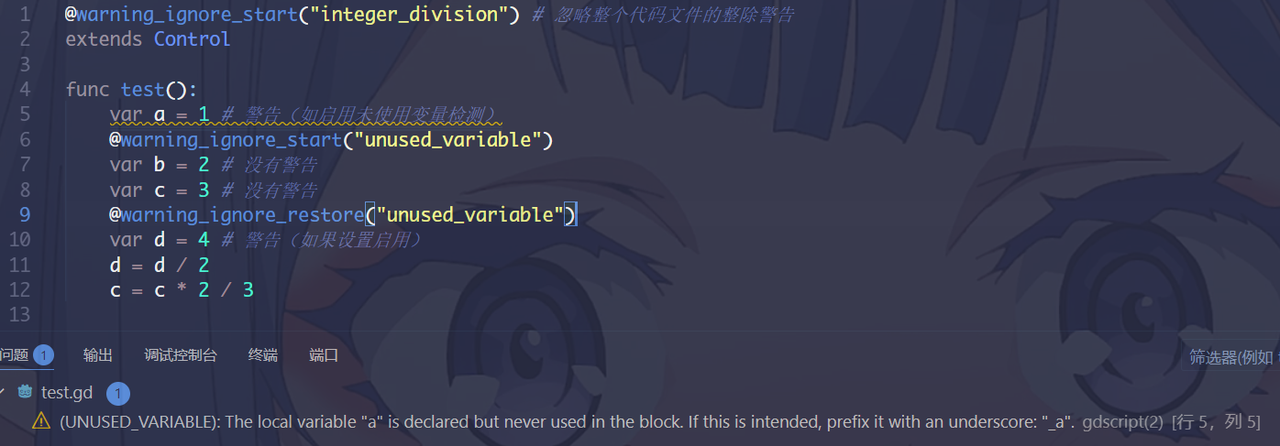 1 @warning_ignore_start("integer_division") # 忽略整个代码文件的整除警告
2 extends Control
3
4 func test():
5 var a = 1 # 警告（如启用未使用变量检测）
6 @warning_ignore_start("unused_variable")
7 var b = 2 # 没有警告
8 var c = 3 # 没有警告
9 @warning_ignore_restore("unused_variable")
10 var d = 4 # 警告（如果设置启用）
11 d = d / 2
12 c = c * 2 / 3
13
问题 1 输出 调试控制台 终端 端口 筛选器(例如
test.gd 1
(UNUSED_VARIABLE): The local variable "a" is declared but never used in the block. If this is intended, prefix it with an underscore: "_a". gdscript(2) [行 5，列 5]